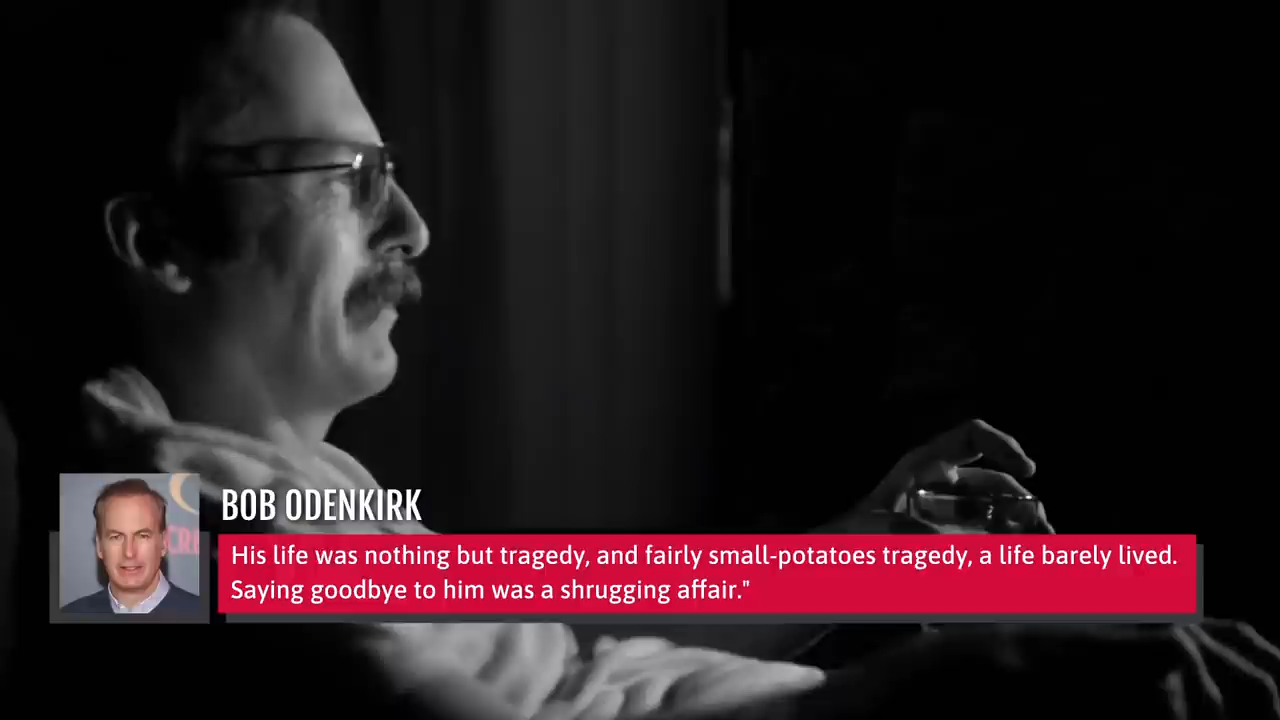 CRE
BOB ODENKIRK
His life was nothing but tragedy, and fairly small-potatoes tragedy, a life barely lived.
Saying goodbye to him was a shrugging affair."